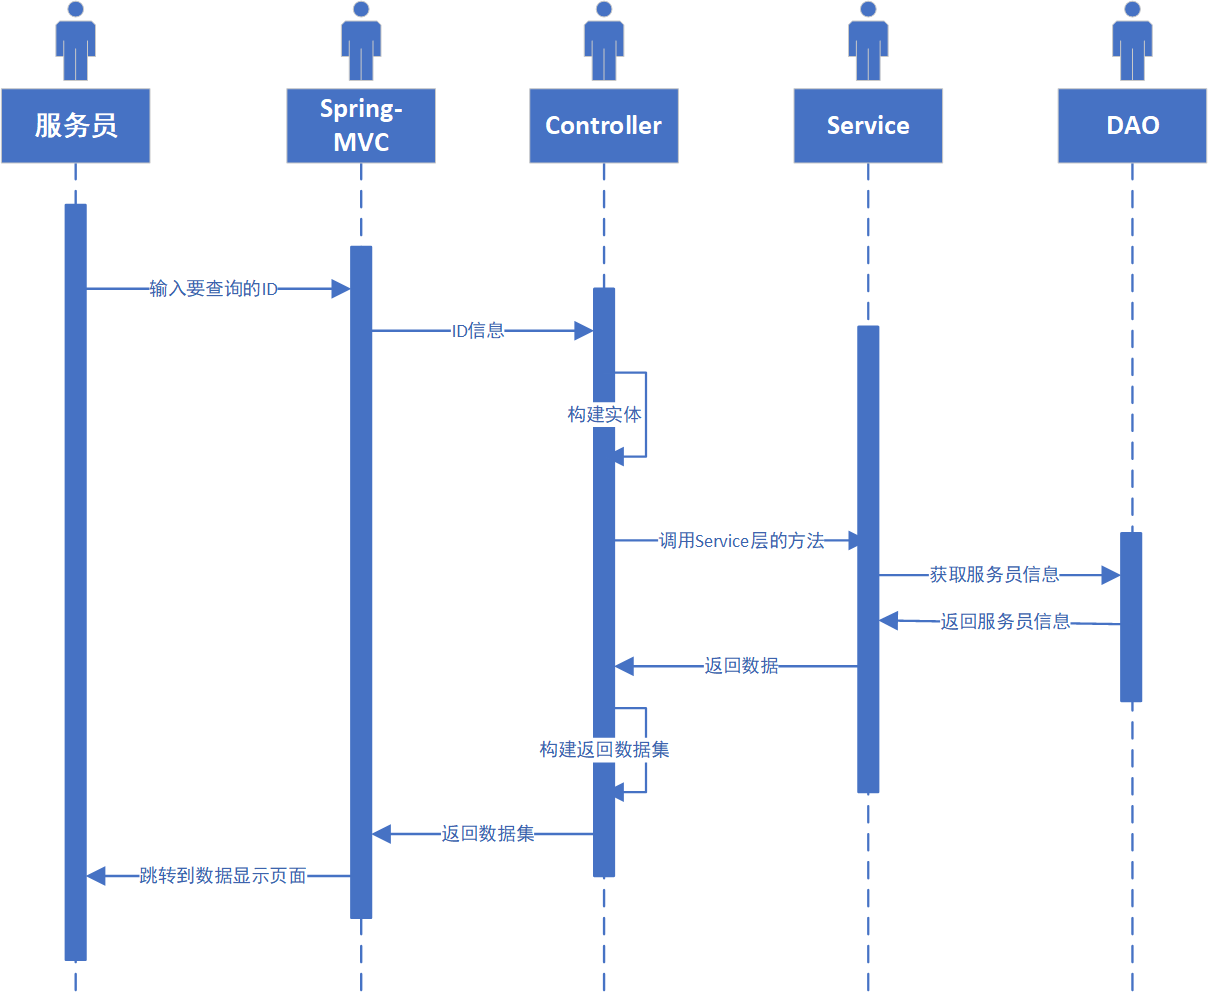 服务员
Spring-
MVC
Controller
Service
DAO
输入要查询的ID
ID信息
构建实体
调用Service层的方法
获取服务员信息
返回服务员信息
返回数据
构建返回数据集
返回数据集
跳转到数据显示页面